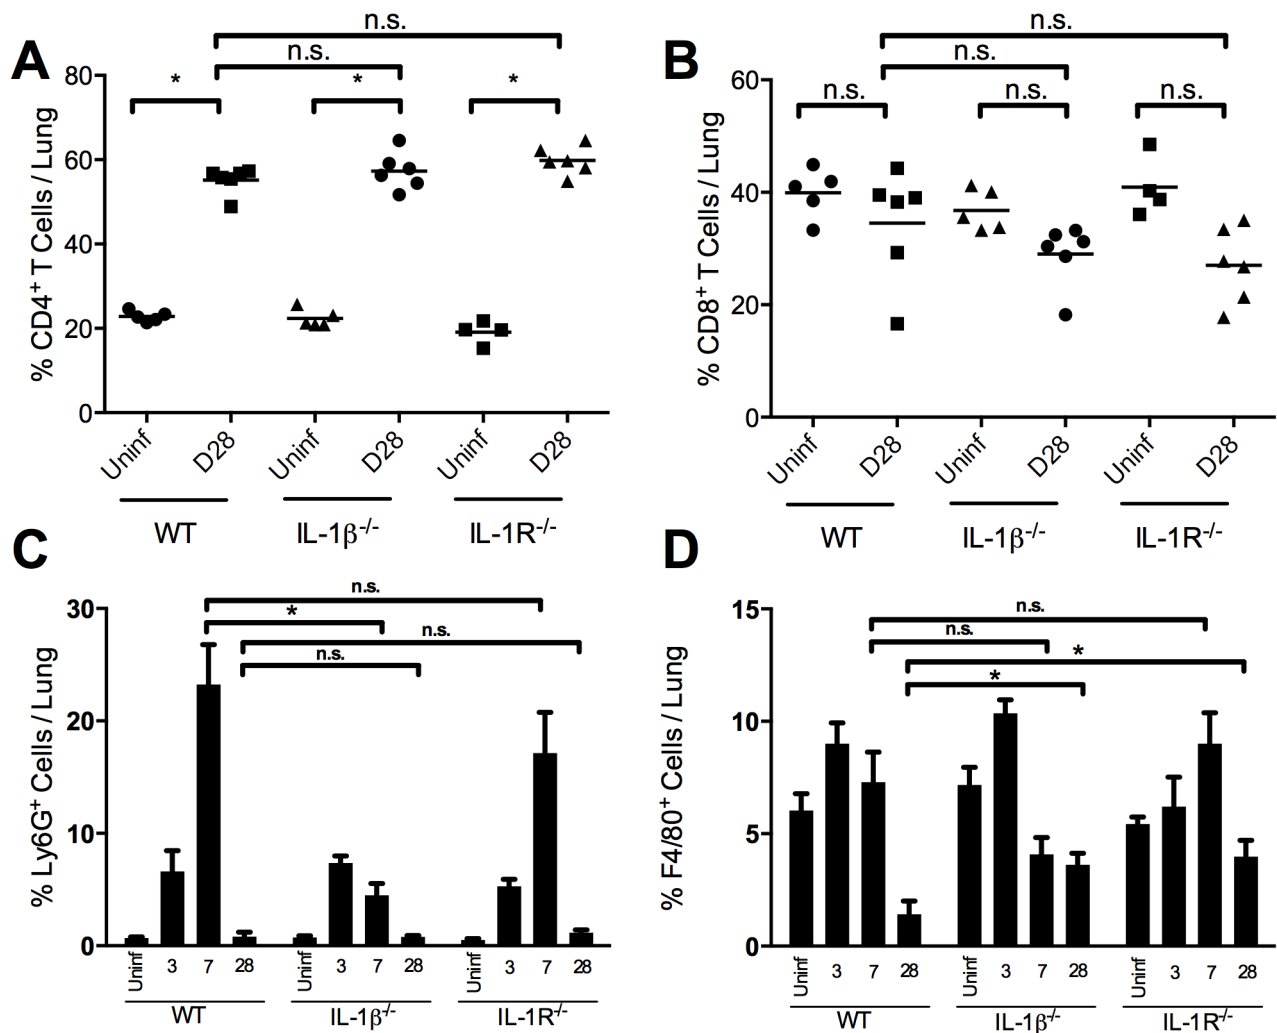 A
n.s.
n.s.
* * *
% CD4+ T Cells / Lung
80
60
40
20
0
Uninf D28 Uninf D28 Uninf D28
WT IL-1β-/- IL-1R-/-
B
n.s.
n.s.
n.s. n.s. n.s.
% CD8+ T Cells / Lung
60
40
20
0
Uninf D28 Uninf D28 Uninf D28
WT IL-1β-/- IL-1R-/-
C
n.s.
*
n.s.
n.s.
% Ly6G+ Cells / Lung
30
20
10
0
Uninf 3 7 28 Uninf 3 7 28 Uninf 3 7 28
WT IL-1β-/- IL-1R-/-
D
n.s.
n.s.
*
*
% F4/80+ Cells / Lung
15
10
5
0
Uninf 3 7 28 Uninf 3 7 28 Uninf 3 7 28
WT IL-1β-/- IL-1R-/-